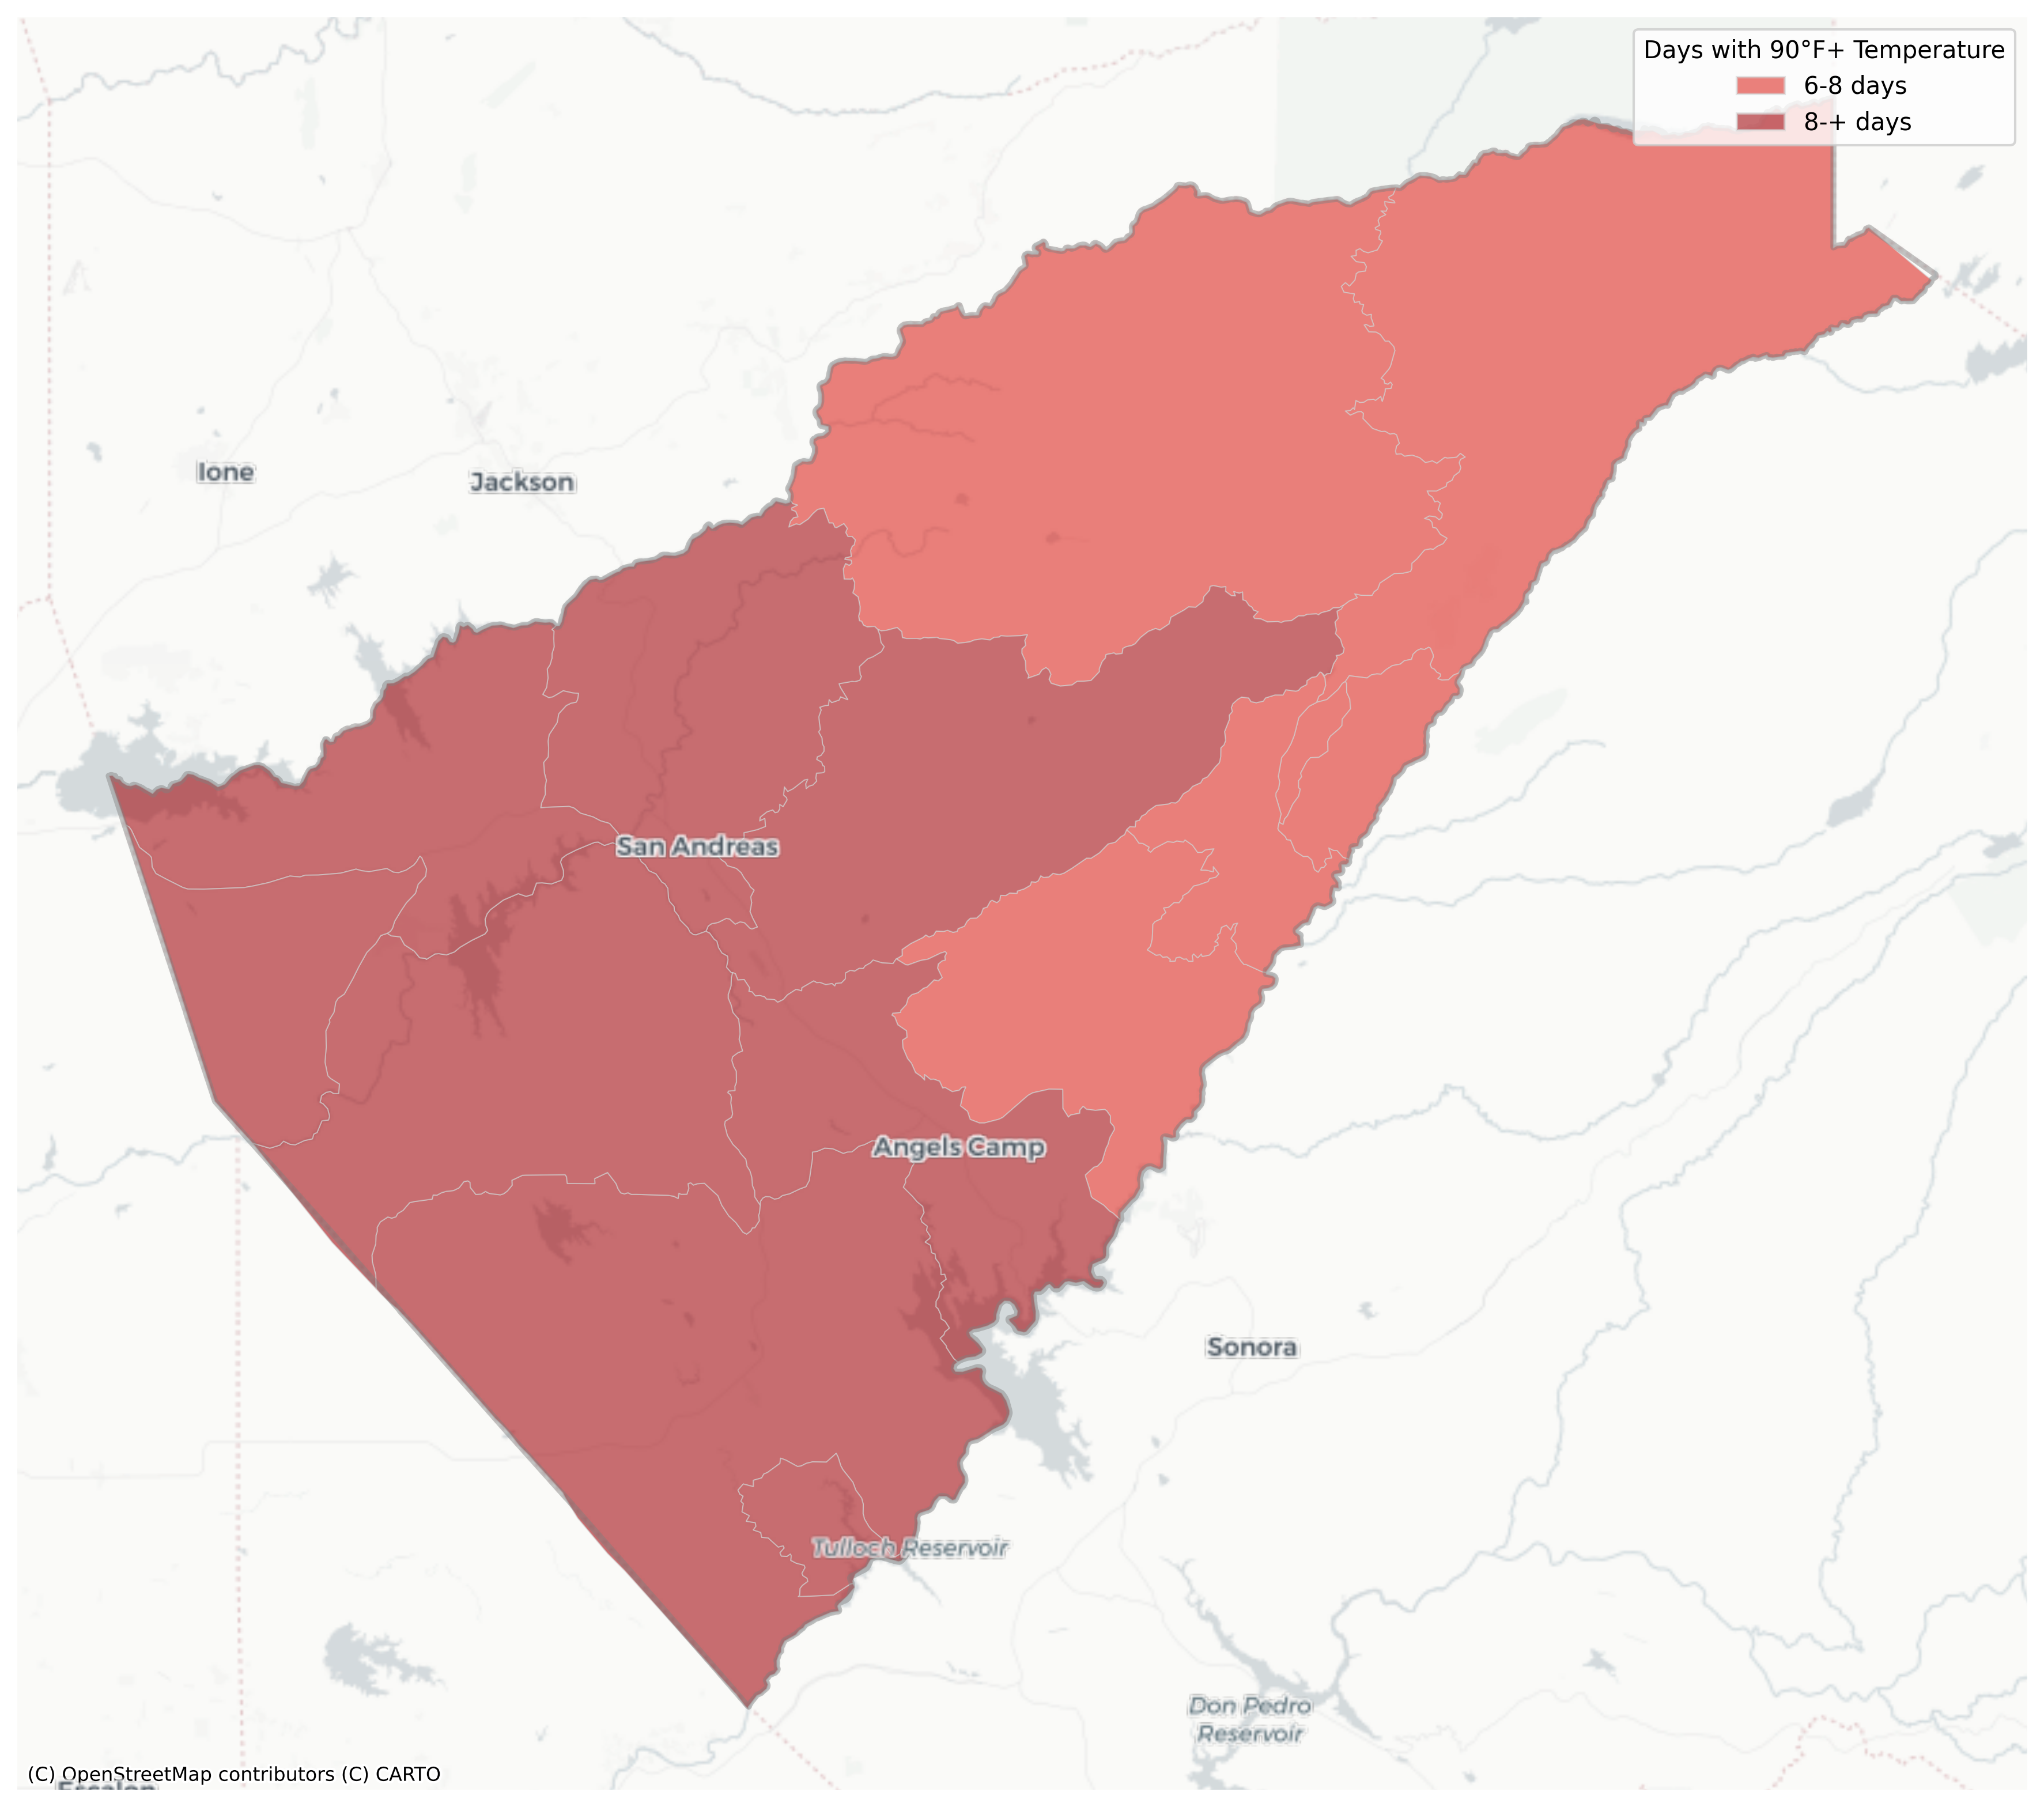 Days with 90°F+ Temperature
6-8 days
8-+ days
Ione
Jackson
San Andreas
Angels Camp
Sonora
Tulloch Reservoir
Don Pedro
Reservoir
(C) OpenStreetMap contributors (C) CARTO